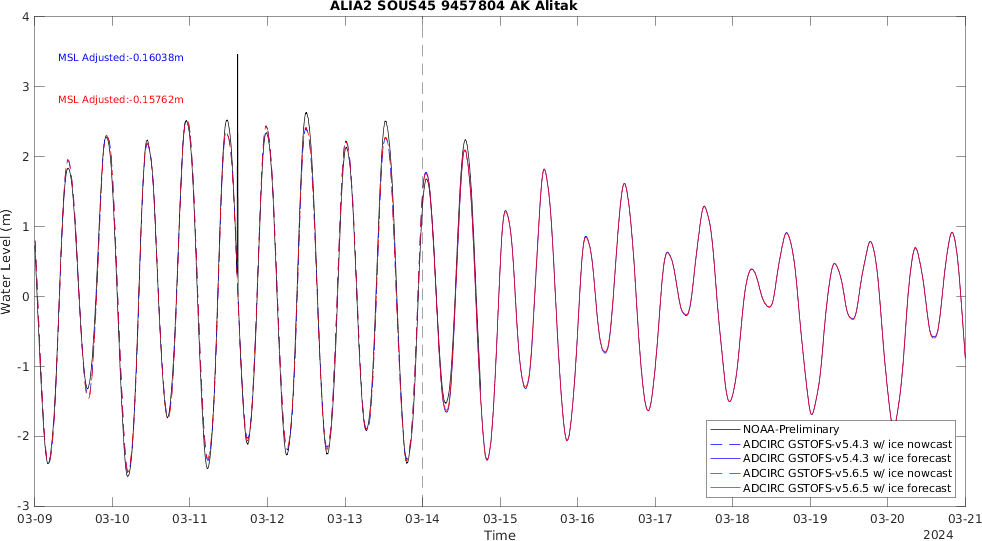 ALIA2 SOUS45 9457804 AK Alitak
MSL Adjusted:-0.16038m
MSL Adjusted:-0.15762m
Water Level (m)
4
3
2
1
0
-1
-2
-3
NOAA-Preliminary
ADCIRC GSTOFS-v5.4.3 w/ ice nowcast
ADCIRC GSTOFS-v5.4.3 w/ ice forecast
ADCIRC GSTOFS-v5.6.5 w/ ice nowcast
ADCIRC GSTOFS-v5.6.5 w/ ice forecast
03-09 03-10 03-11 03-12 03-13 03-14 03-15 03-16 03-17 03-18 03-19 03-20 03-21
Time
2024